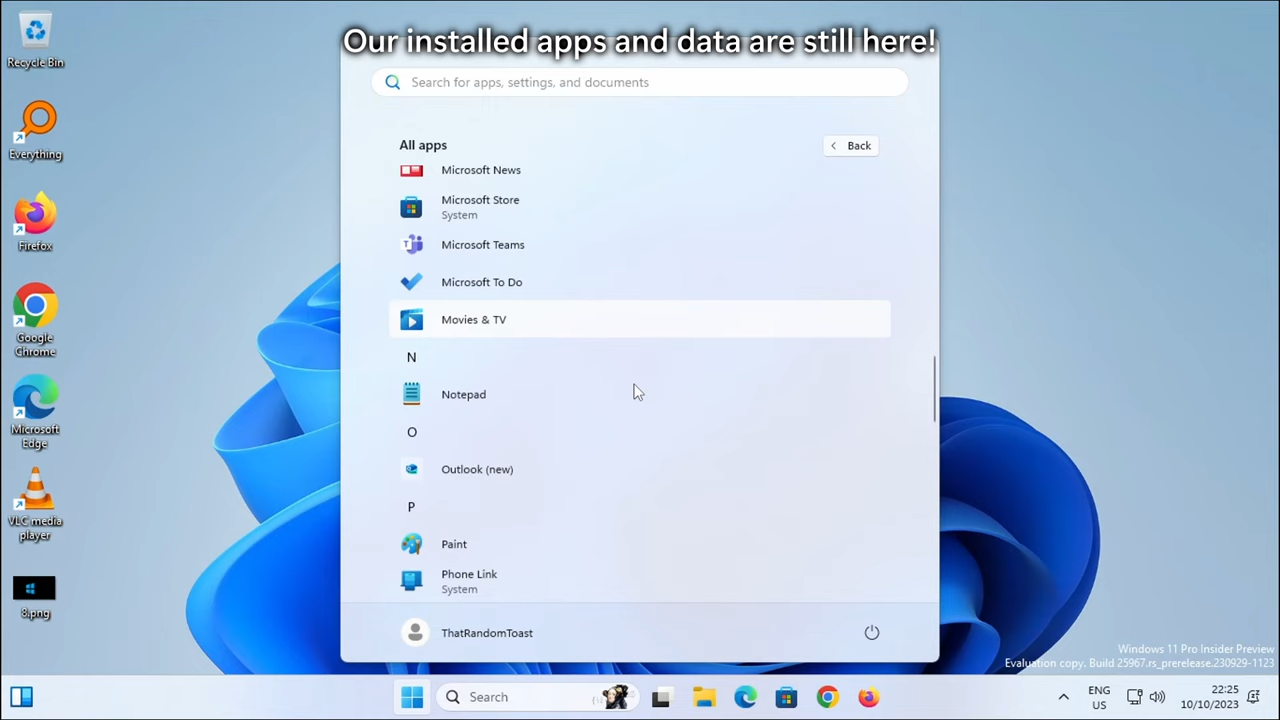 Our installed apps and data are still here!
Recycle Bin
Everything
Firefox
Google
Chrome
Microsoft
Edge
VLC media
player
8.png
Search for apps, settings, and documents
All apps
Back
Microsoft News
Microsoft Store
System
Microsoft Teams
Microsoft To Do
Movies & TV
N
Notepad
O
Outlook (new)
P
Paint
Phone Link
System
ThatRandomToast
Windows 11 Pro Insider Preview
Evaluation copy. Build 25967.rs_prerelease.230929-1123
Search
ENG
US
22:25
10/10/2023